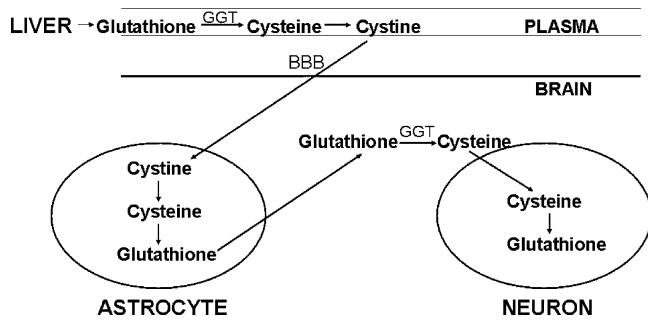 LIVER Glutathione GGT Cysteine Cystine PLASMA
BBB
BRAIN
Glutathione GGT Cysteine
Cystine
Cysteine
Glutathione
Cysteine
Glutathione
ASTROCYTE
NEURON